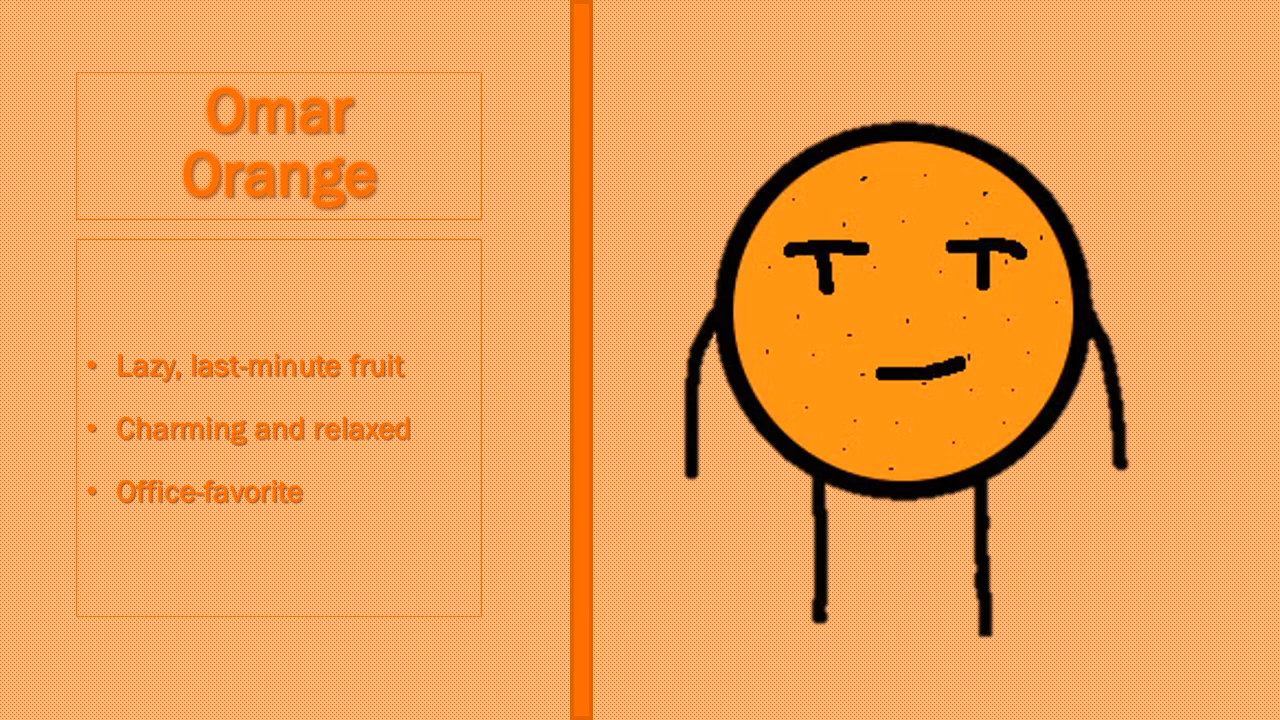 Omar
Orange
• Lazy, last-minute fruit
• Charming and relaxed
• Office-favorite